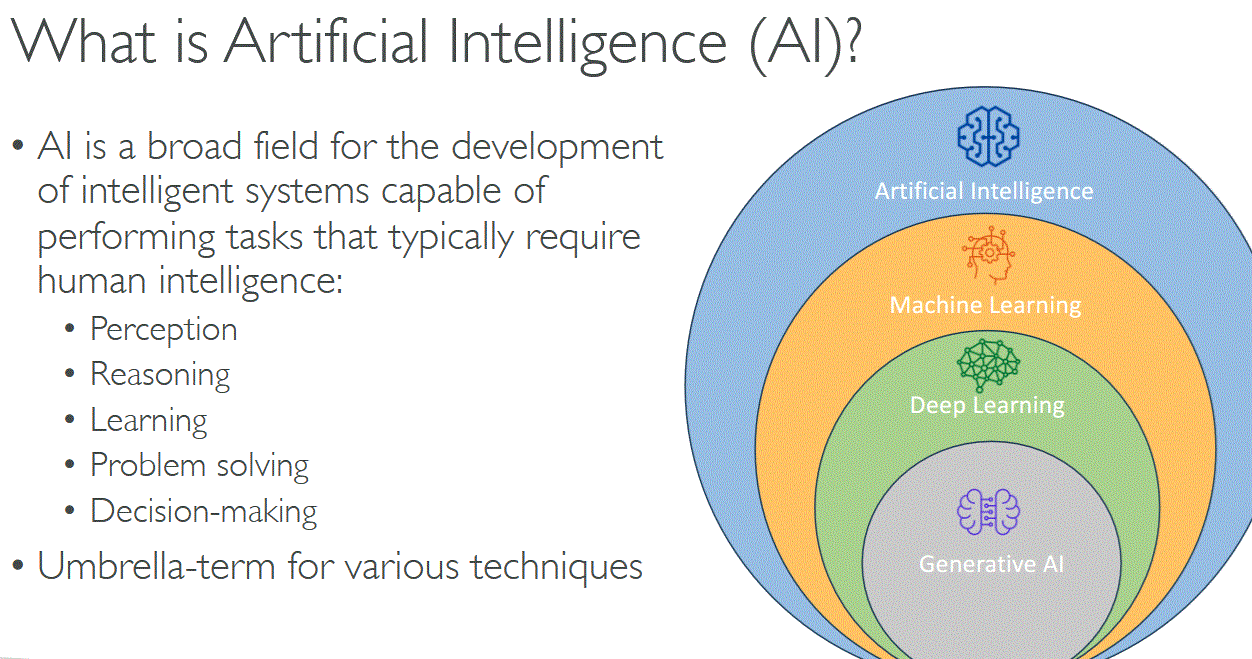 What is Artificial Intelligence (AI)?
• AI is a broad field for the development
of intelligent systems capable of
performing tasks that typically require
human intelligence:
• Perception
• Reasoning
• Learning
• Problem solving
• Decision-making
• Umbrella-term for various techniques
Artificial Intelligence
Machine Learning
Deep Learning
Generative AI